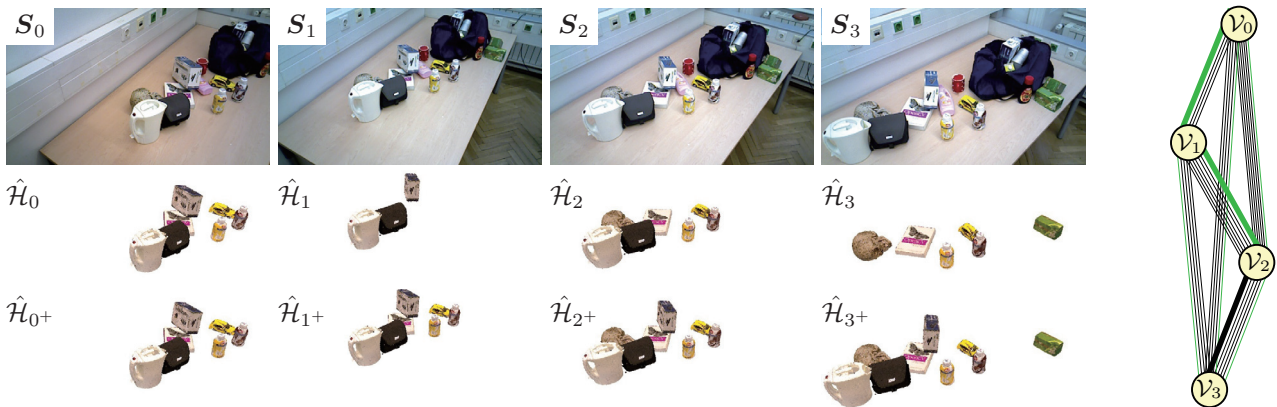 S₀ S₁ S₂ S₃
Ĥ₀ Ĥ₁ Ĥ₂ Ĥ₃
Ĥ₀₊ Ĥ₁₊ Ĥ₂₊ Ĥ₃₊
V₀
V₁
V₂
V₃